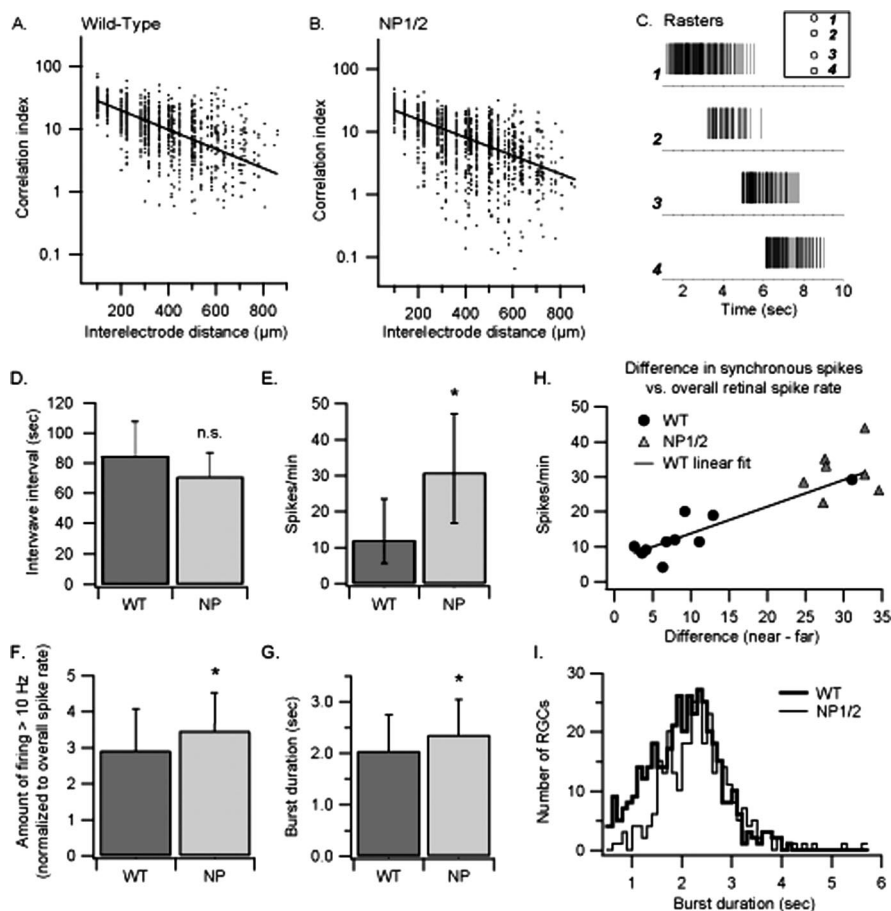 A. Wild-Type
Correlation index
100
10
1
0.1
200 400 600 800
Interelectrode distance (µm)
B. NP1/2
Correlation index
100
10
1
0.1
200 400 600 800
Interelectrode distance (µm)
C. Rasters
1
2
3
4
1
2
3
4
2 4 6 8 10
Time (sec)
D.
Interwave interval (sec)
120
100
80
60
40
20
0
n.s.
WT NP
E.
Spikes/min
50
40
30
20
10
0
*
WT NP
H. Difference in synchronous spikes
vs. overall retinal spike rate
WT
NP1/2
WT linear fit
Spikes/min
50
40
30
20
10
0
0 5 10 15 20 25 30 35
Difference (near - far)
F.
Amount of firing > 10 Hz
(normalized to overall spike rate)
5
4
3
2
1
0
*
WT NP
G.
Burst duration (sec)
3.0
2.0
1.0
0.0
*
WT NP
I.
Number of RGCs
30
20
10
0
WT
NP1/2
1 2 3 4 5 6
Burst duration (sec)